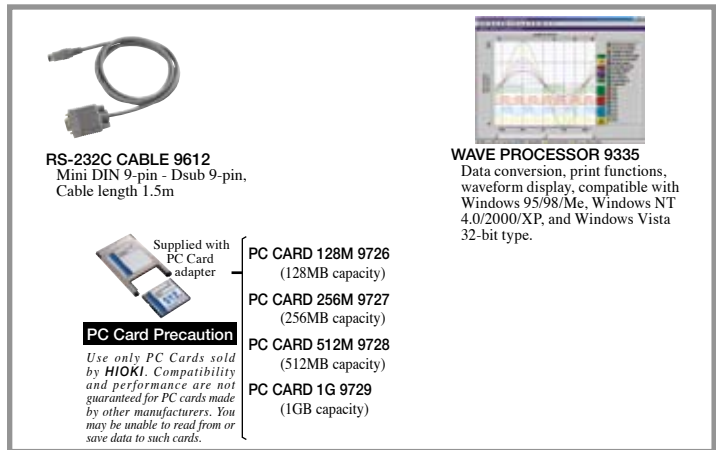 RS-232C CABLE 9612
Mini DIN 9-pin - Dsub 9-pin,
Cable length 1.5m
WAVE PROCESSOR 9335
Data conversion, print functions,
waveform display, compatible with
Windows 95/98/Me, Windows NT
4.0/2000/XP, and Windows Vista
32-bit type.
Supplied with
PC Card
adapter
PC CARD 128M 9726
(128MB capacity)
PC CARD 256M 9727
(256MB capacity)
PC CARD 512M 9728
(512MB capacity)
PC CARD 1G 9729
(1GB capacity)
PC Card Precaution
Use only PC Cards sold
by HIOKI. Compatibility
and performance are not
guaranteed for PC cards made
by other manufacturers. You
may be unable to read from or
save data to such cards.